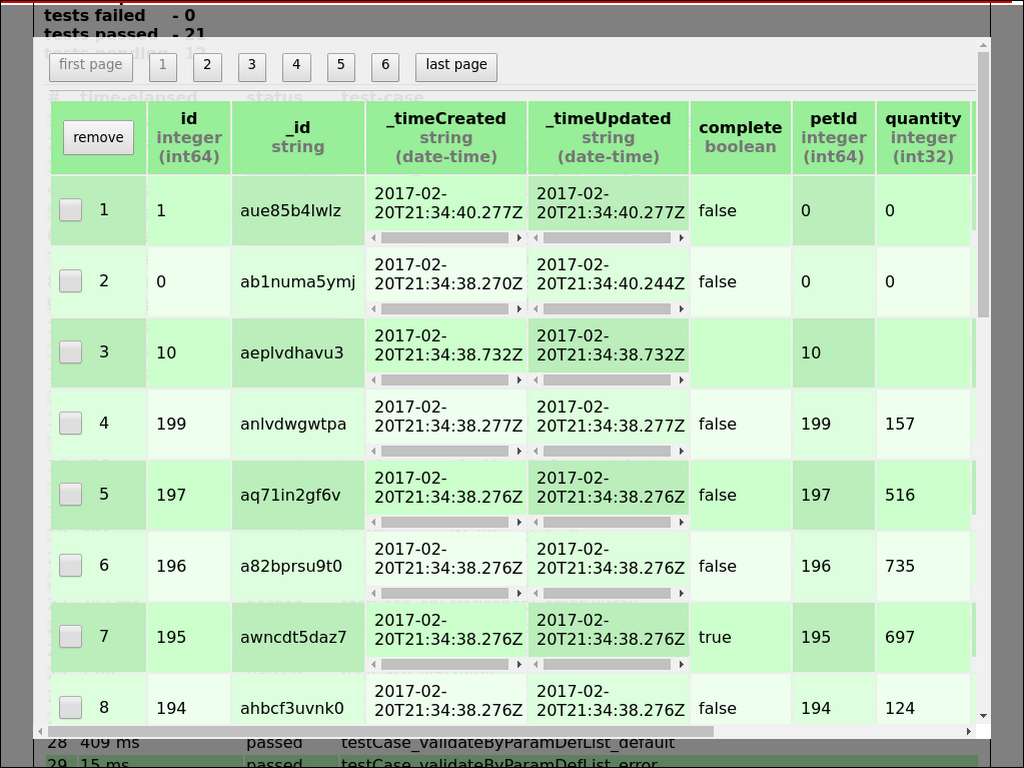 tests failed - 0
tests passed - 21
tests pending - 12
first page 1 2 3 4 5 6 last page
# time-elapsed status test-case
remove id integer (int64) _id string _timeCreated string (date-time) _timeUpdated string (date-time) complete boolean petId integer (int64) quantity integer (int32)
1 1 aue85b4lwlz 2017-02-20T21:34:40.277Z 2017-02-20T21:34:40.277Z false 0 0
2 0 ab1numa5ymj 2017-02-20T21:34:38.270Z 2017-02-20T21:34:40.244Z false 0 0
3 10 aeplvdhavu3 2017-02-20T21:34:38.732Z 2017-02-20T21:34:38.732Z 10
4 199 anlvdwgwtpa 2017-02-20T21:34:38.277Z 2017-02-20T21:34:38.277Z false 199 157
5 197 aq71in2gf6v 2017-02-20T21:34:38.276Z 2017-02-20T21:34:38.276Z false 197 516
6 196 a82bprsu9t0 2017-02-20T21:34:38.276Z 2017-02-20T21:34:38.276Z false 196 735
7 195 awncdt5daz7 2017-02-20T21:34:38.276Z 2017-02-20T21:34:38.276Z true 195 697
8 194 ahbcf3uvnk0 2017-02-20T21:34:38.276Z 2017-02-20T21:34:38.276Z false 194 124
28 409 ms passed testCase_validateByParamDefList_default
29 15 ms passed testCase_validateByParamDefList_error